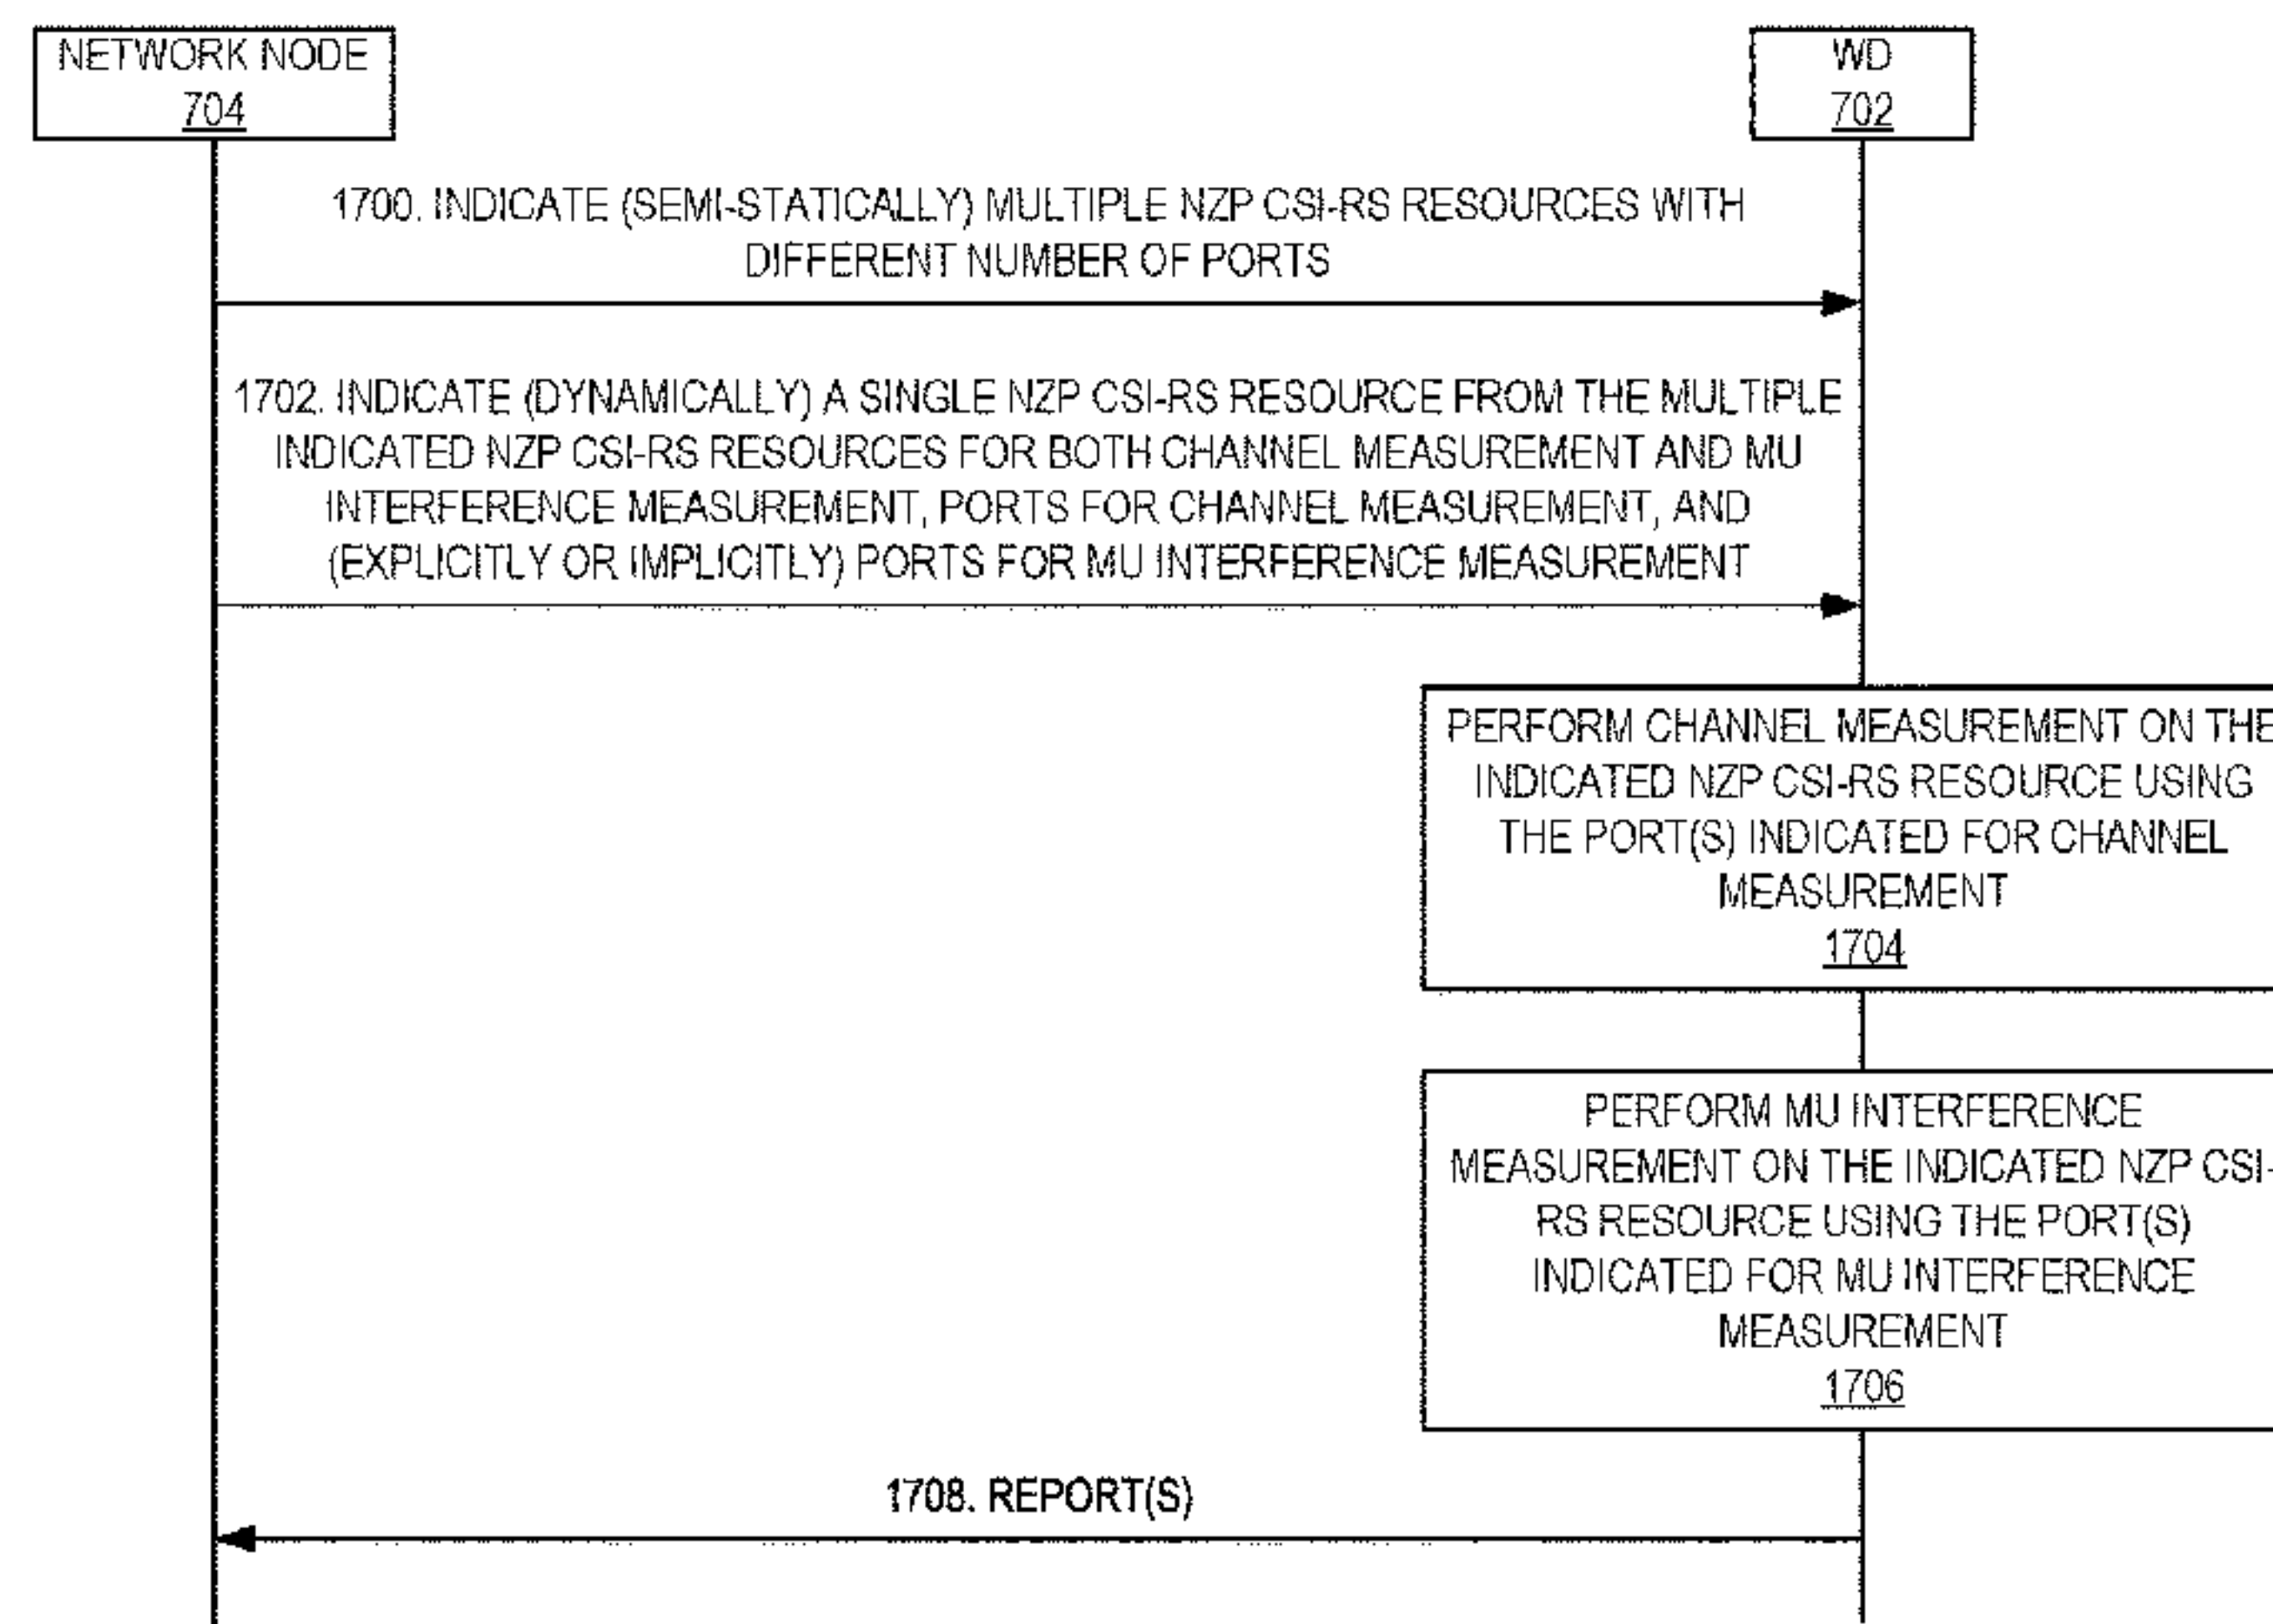 NETWORK NODE
704
WD
702
1700. INDICATE (SEMI-STATICALLY) MULTIPLE NZP CSI-RS RESOURCES WITH
DIFFERENT NUMBER OF PORTS
1702. INDICATE (DYNAMICALLY) A SINGLE NZP CSI-RS RESOURCE FROM THE MULTIPLE
INDICATED NZP CSI-RS RESOURCES FOR BOTH CHANNEL MEASUREMENT AND MU
INTERFERENCE MEASUREMENT, PORTS FOR CHANNEL MEASUREMENT, AND
(EXPLICITLY OR IMPLICITLY) PORTS FOR MU INTERFERENCE MEASUREMENT
PERFORM CHANNEL MEASUREMENT ON THE
INDICATED NZP CSI-RS RESOURCE USING
THE PORT(S) INDICATED FOR CHANNEL
MEASUREMENT
1704
PERFORM MU INTERFERENCE
MEASUREMENT ON THE INDICATED NZP CSI-
RS RESOURCE USING THE PORT(S)
INDICATED FOR MU INTERFERENCE
MEASUREMENT
1706
1708. REPORT(S)